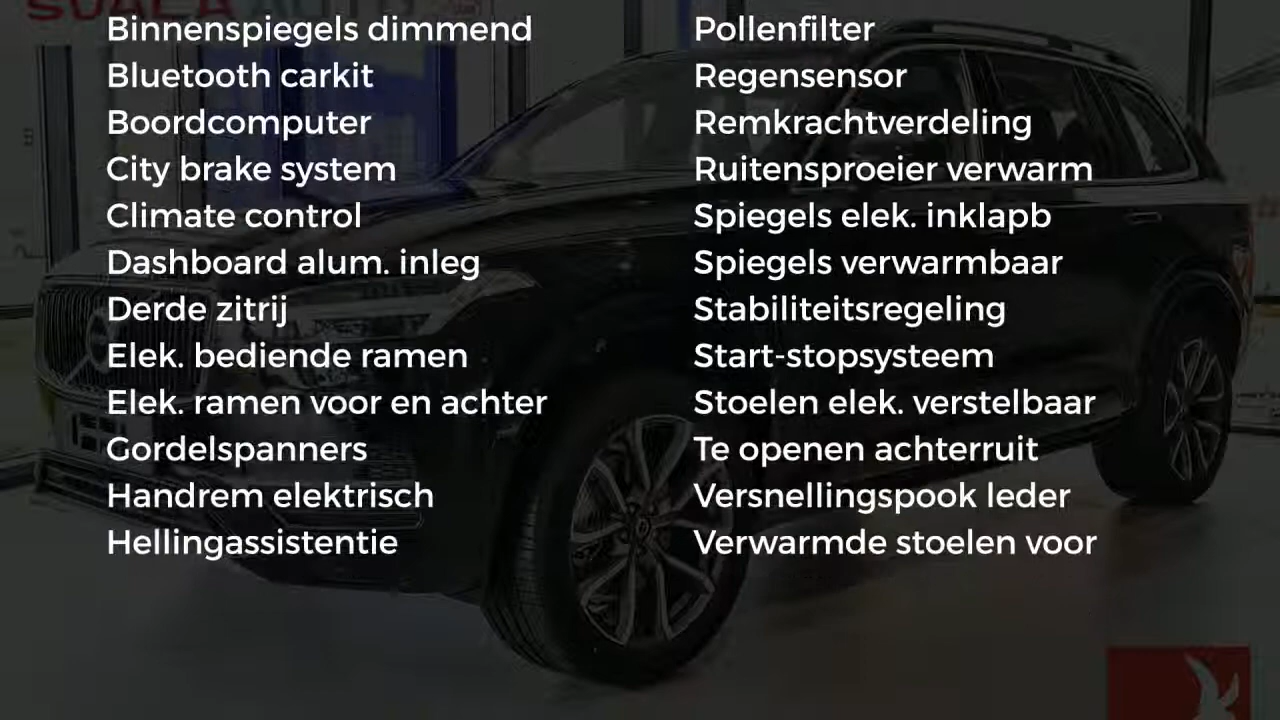 Binnenspiegels dimmend
Bluetooth carkit
Boordcomputer
City brake system
Climate control
Dashboard alum. inleg
Derde zitrij
Elek. bediende ramen
Elek. ramen voor en achter
Gordelspanners
Handrem elektrisch
Hellingassistentie
Pollenfilter
Regensensor
Remkrachtverdeling
Ruitensproeier verwarm
Spiegels elek. inklapb
Spiegels verwarmbaar
Stabiliteitsregeling
Start-stopsysteem
Stoelen elek. verstelbaar
Te openen achterruit
Versnellingspook leder
Verwarmde stoelen voor